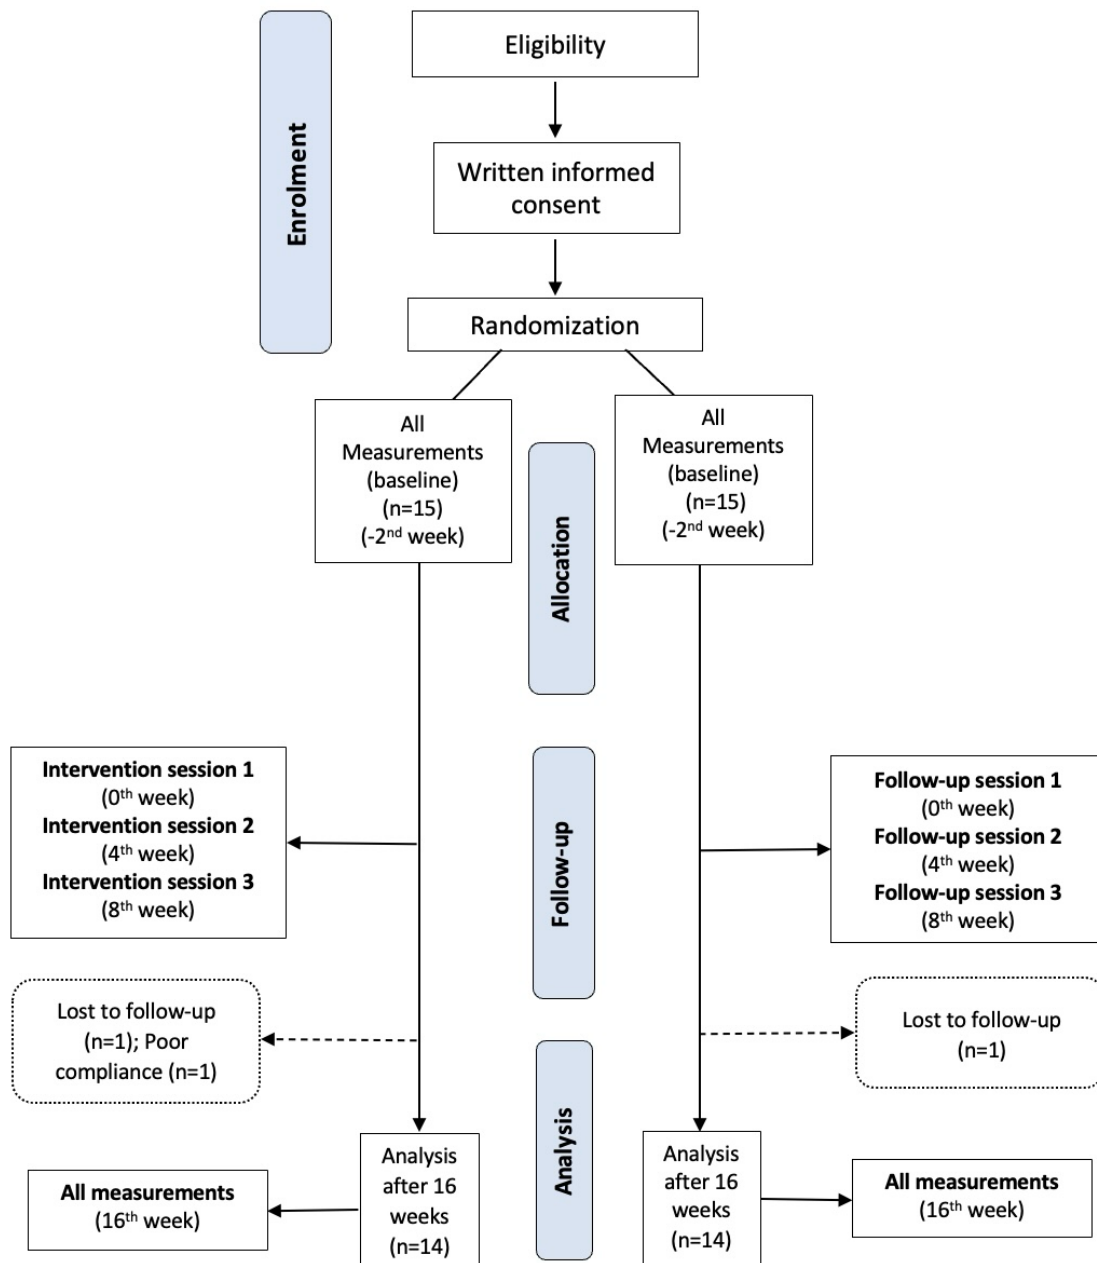 Enrolment
Eligibility
Written informed
consent
Randomization
All
Measurements
(baseline)
(n=15)
(-2nd week)
All
Measurements
(baseline)
(n=15)
(-2nd week)
Allocation
Intervention session 1
(0th week)
Intervention session 2
(4th week)
Intervention session 3
(8th week)
Follow-up
Follow-up session 1
(0th week)
Follow-up session 2
(4th week)
Follow-up session 3
(8th week)
Lost to follow-up
(n=1); Poor
compliance (n=1)
Lost to follow-up
(n=1)
Analysis
All measurements
(16th week)
Analysis
after 16
weeks
(n=14)
Analysis
after 16
weeks
(n=14)
All measurements
(16th week)